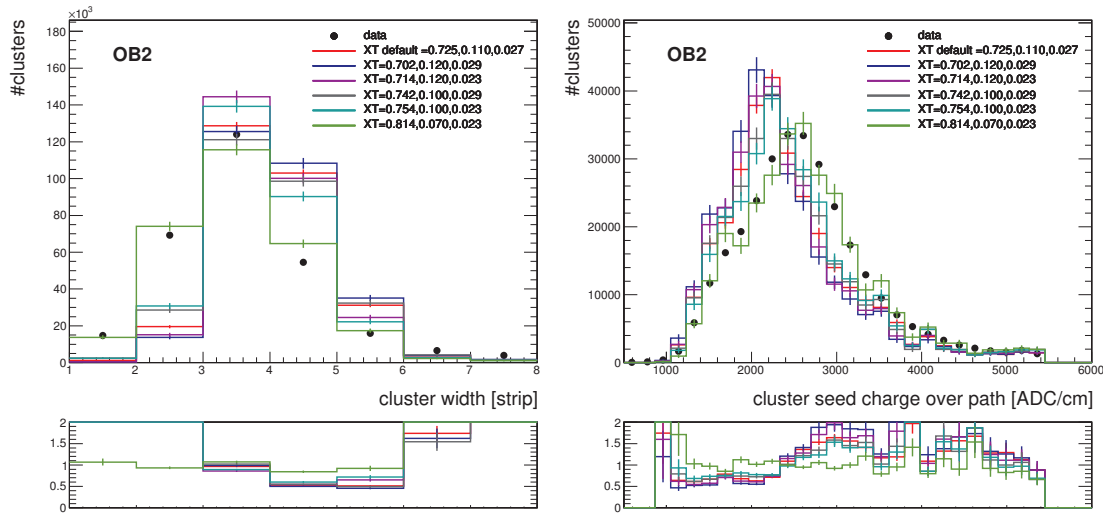 ×10³
180
160
140
120
100
80
60
40
20
0
#clusters
OB2
data
XT default =0.725,0.110,0.027
XT=0.702,0.120,0.029
XT=0.714,0.120,0.023
XT=0.742,0.100,0.029
XT=0.754,0.100,0.023
XT=0.814,0.070,0.023
1 2 3 4 5 6 7 8
cluster width [strip]
2
1.5
1
0.5
0
50000
40000
30000
20000
10000
0
#clusters
OB2
data
XT default =0.725,0.110,0.027
XT=0.702,0.120,0.029
XT=0.714,0.120,0.023
XT=0.742,0.100,0.029
XT=0.754,0.100,0.023
XT=0.814,0.070,0.023
1000 2000 3000 4000 5000 6000
cluster seed charge over path [ADC/cm]
2
1.5
1
0.5
0